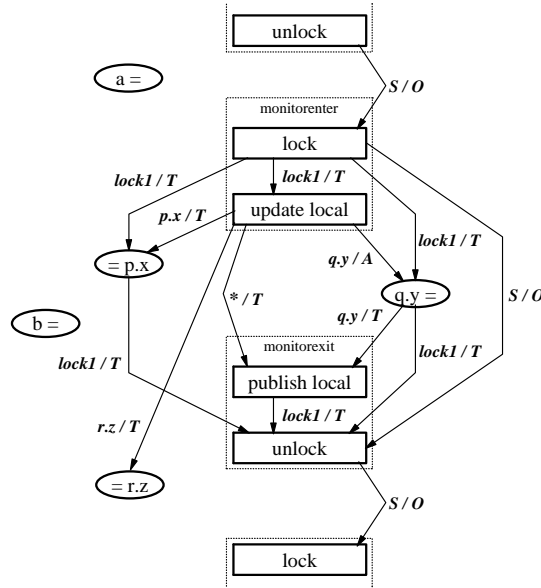 unlock
a =
S / O
monitorenter
lock
lock1 / T
lock1 / T
p.x / T
update local
lock1 / T
q.y / A
= p.x
q.y =
S / O
* / T
b =
q.y / T
monitorexit
lock1 / T
lock1 / T
publish local
lock1 / T
r.z / T
unlock
= r.z
S / O
lock